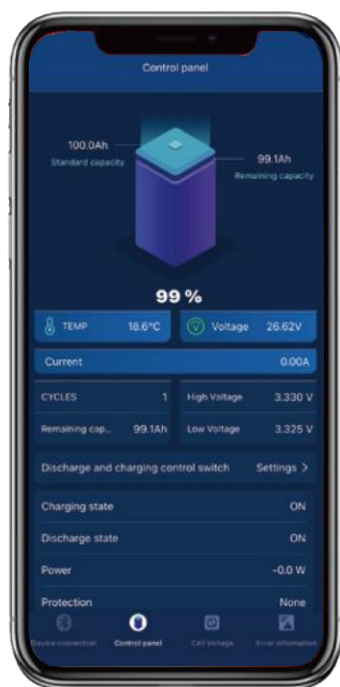 Control panel
100.0Ah
Standard capacity
99.1Ah
Remaining capacity
99 %
TEMP 18.6°C Voltage 26.62V
Current 0.00A
CYCLES 1 High Voltage 3.330 V
Remaining cap... 99.1Ah Low Voltage 3.325 V
Discharge and charging control switch Settings >
Charging state ON
Discharge state ON
Power -0.0 W
Protection None
Device connection Control panel Cell Voltage Error information